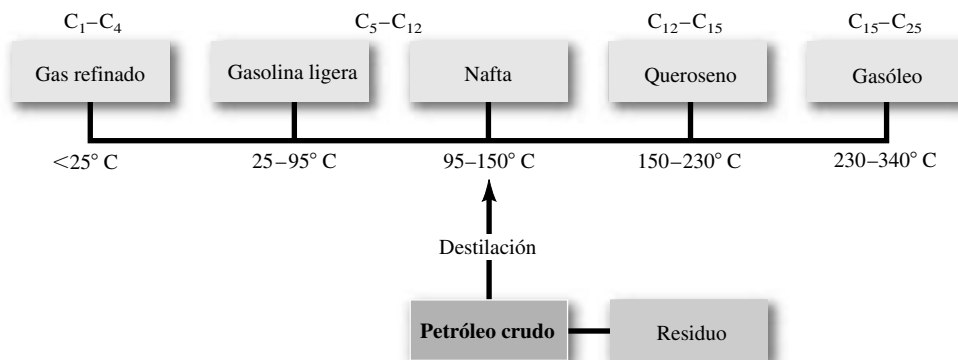 C₁–C₄ C₅–C₁₂ C₁₂–C₁₅ C₁₅–C₂₅
Gas refinado Gasolina ligera Nafta Queroseno Gasóleo
<25° C 25–95° C 95–150° C 150–230° C 230–340° C
Destilación
Petróleo crudo Residuo